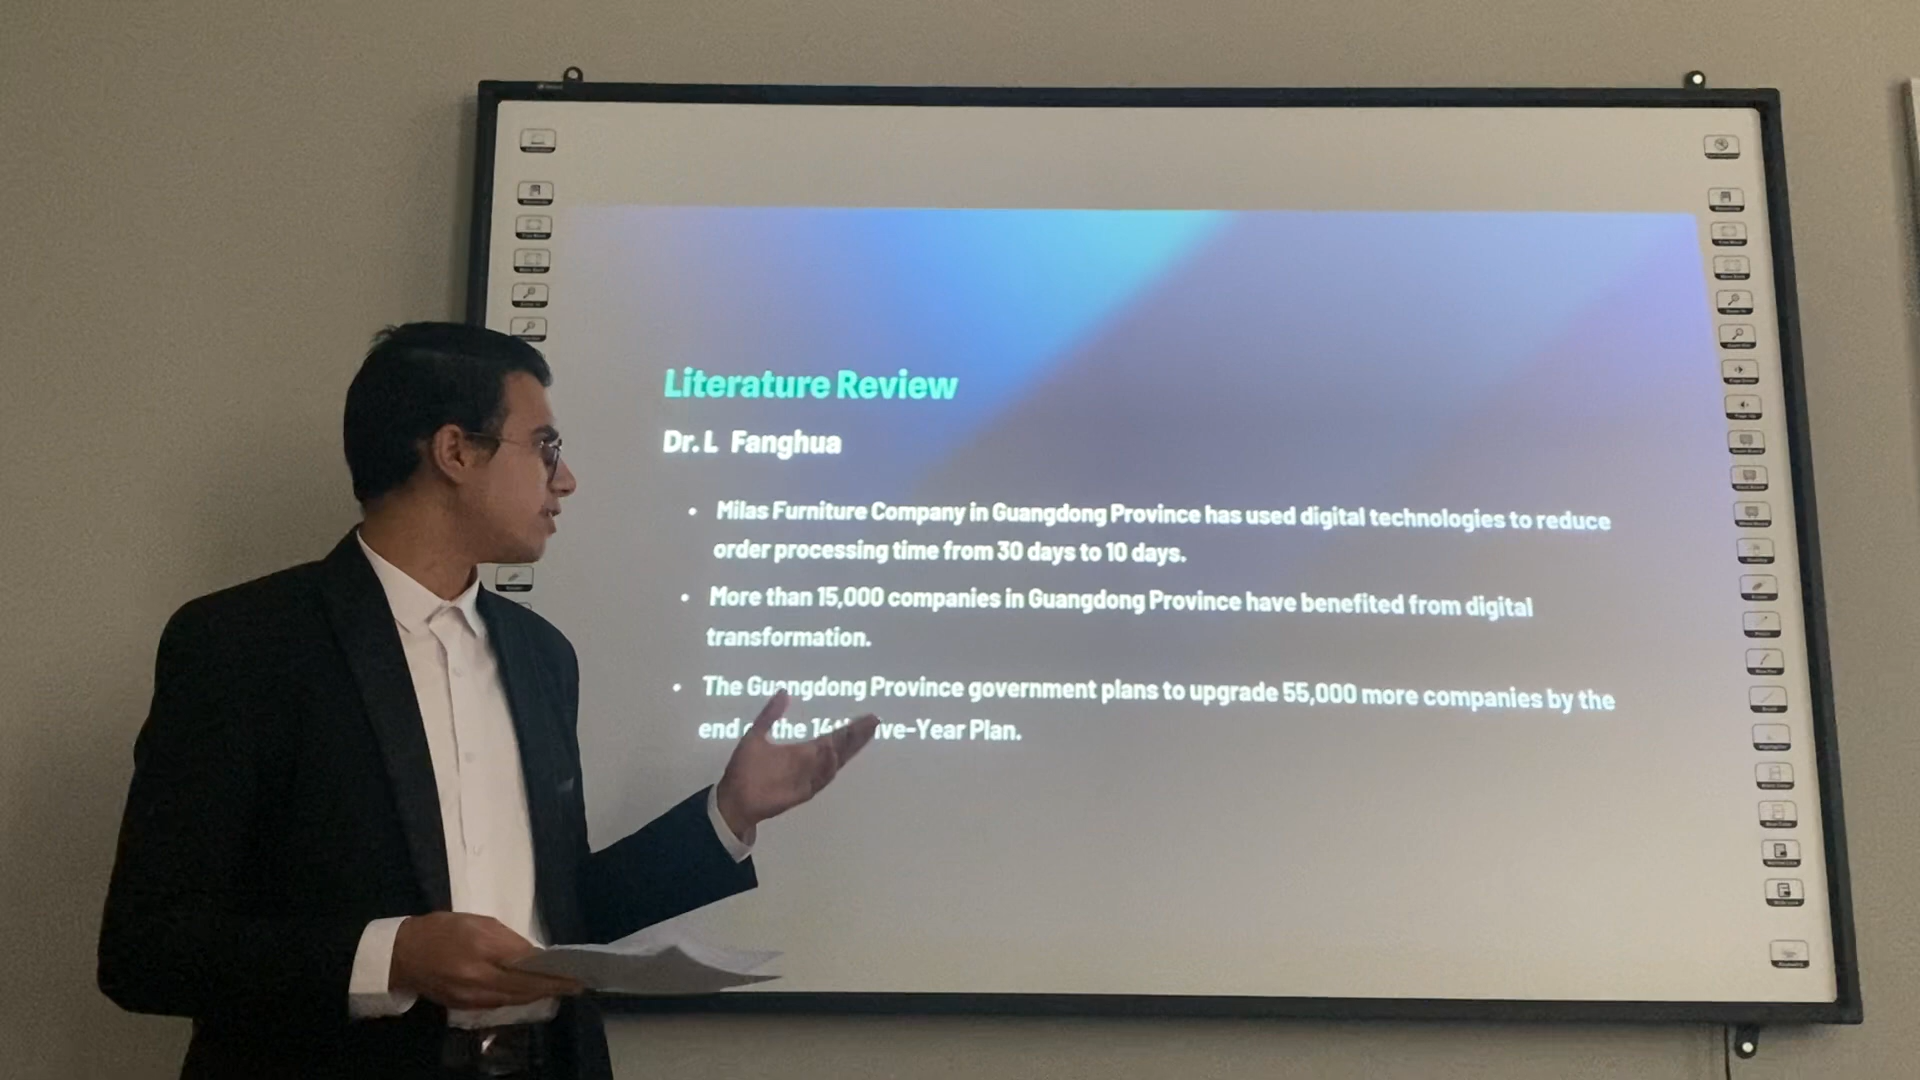 Literature Review
Dr. L Fanghua
• Milas Furniture Company in Guangdong Province has used digital technologies to reduce
order processing time from 30 days to 10 days.
• More than 15,000 companies in Guangdong Province have benefited from digital
transformation.
• The Guangdong Province government plans to upgrade 55,000 more companies by the
end the 14th ive-Year Plan.